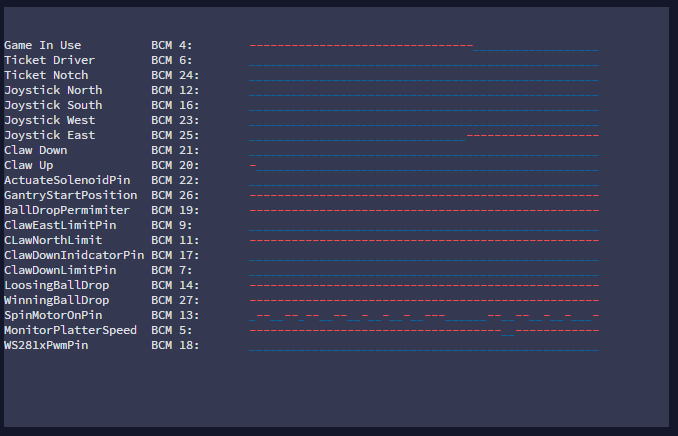 Game In Use BCM 4:
Ticket Driver BCM 6:
Ticket Notch BCM 24:
Joystick North BCM 12:
Joystick South BCM 16:
Joystick West BCM 23:
Joystick East BCM 25:
Claw Down BCM 21:
Claw Up BCM 20:
ActuateSolenoidPin BCM 22:
GantryStartPosition BCM 26:
BallDropPermimiter BCM 19:
ClawEastLimitPin BCM 9:
CLawNorthLimit BCM 11:
ClawDownInidcatorPin BCM 17:
ClawDownLimitPin BCM 7:
LoosingBallDrop BCM 14:
WinningBallDrop BCM 27:
SpinMotorOnPin BCM 13:
MonitorPlatterSpeed BCM 5:
WS281xPwmPin BCM 18: